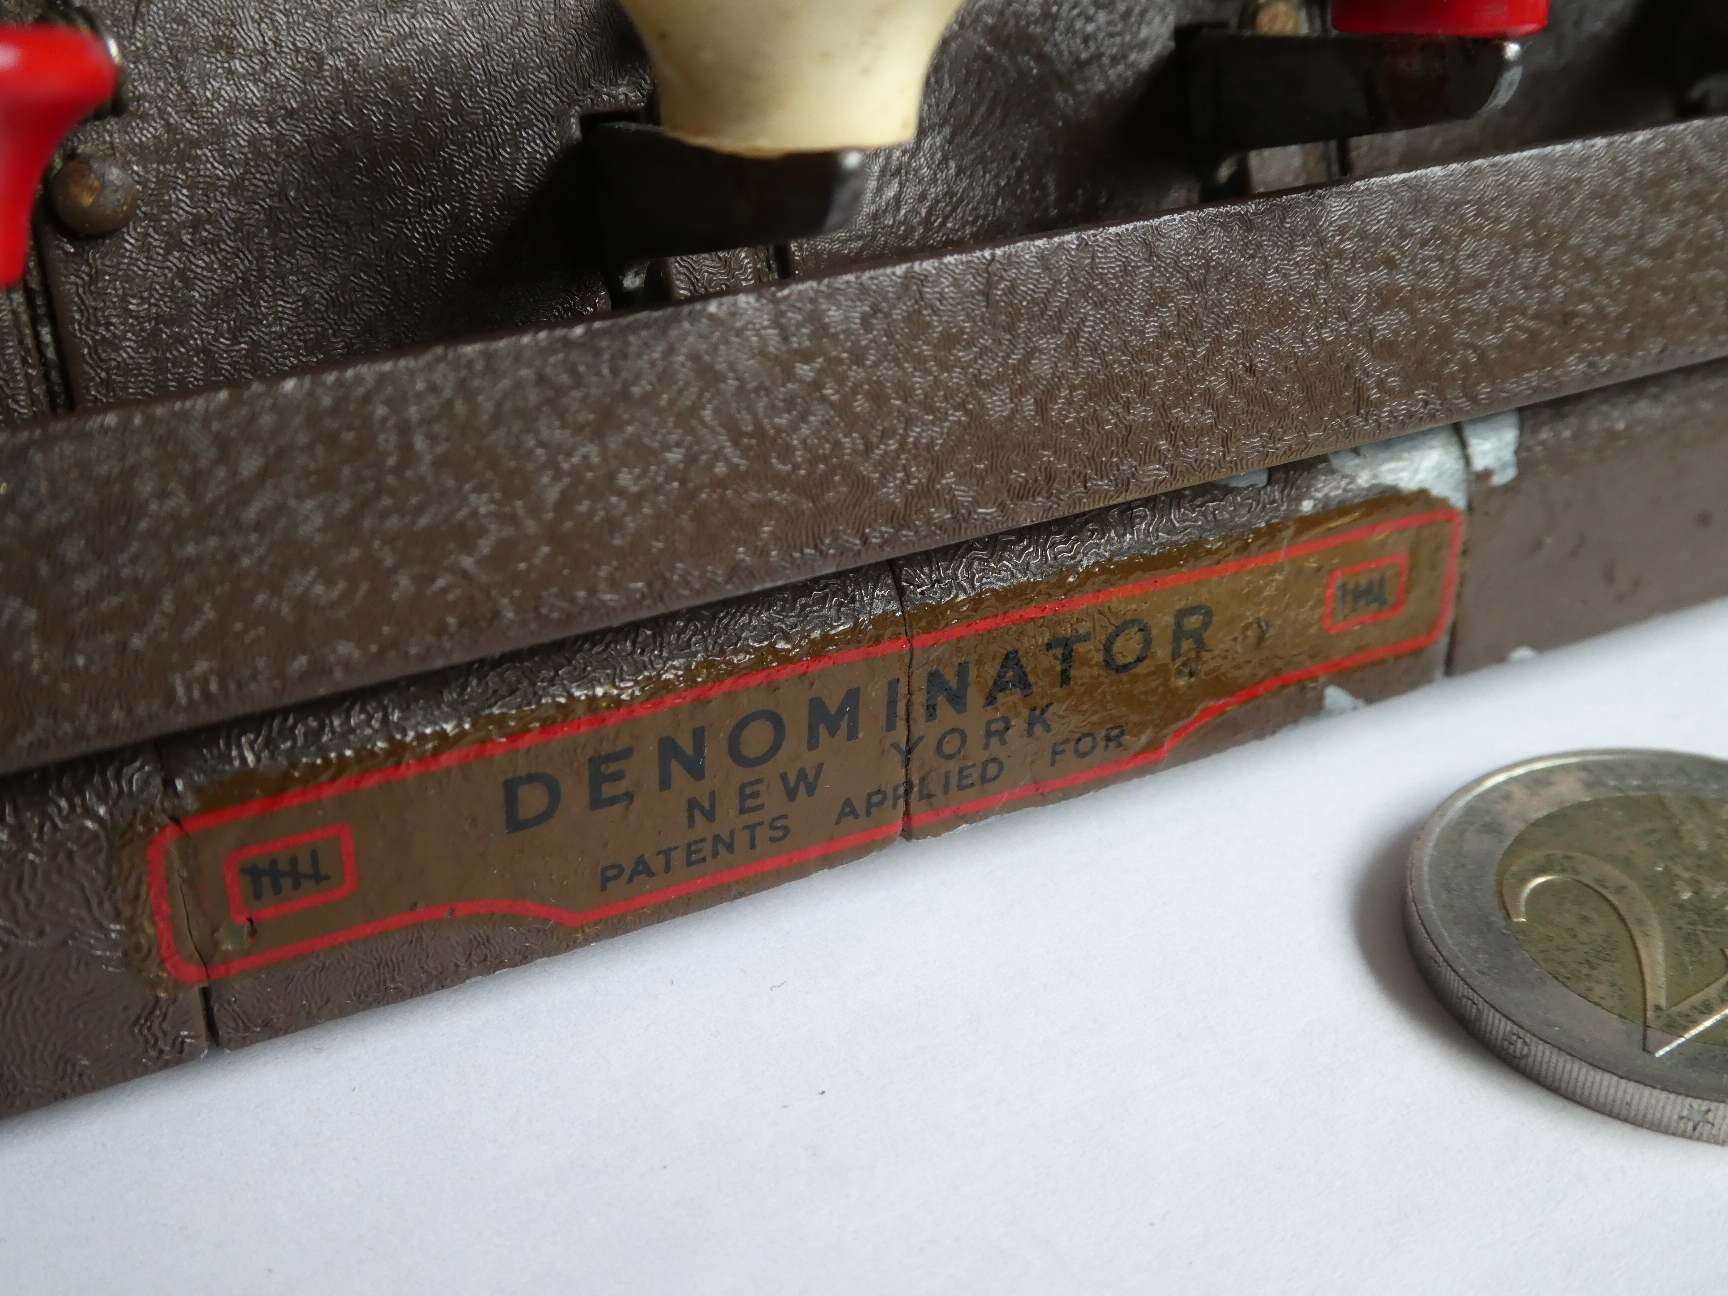 DENOMINATOR
NEW YORK
PATENTS APPLIED FOR
2